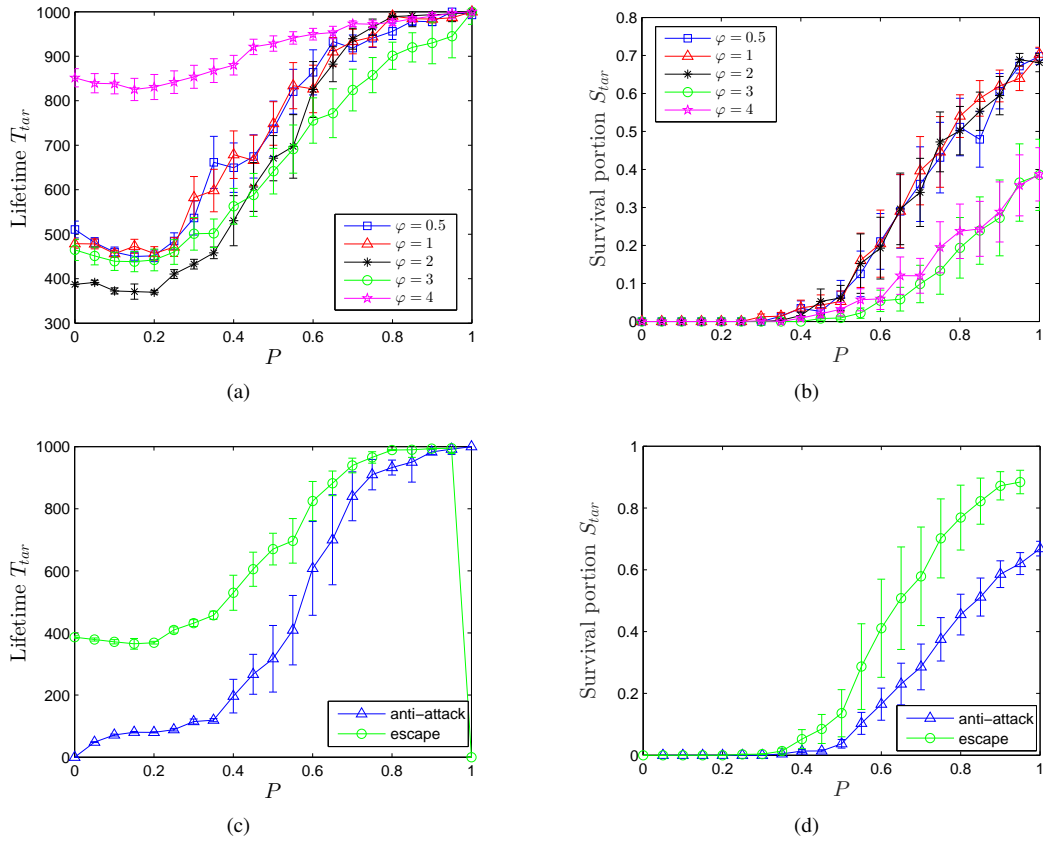 1000
900
800
700
600
500
400
300
Lifetime T_tar
0 0.2 0.4 0.6 0.8 1
P
φ = 0.5
φ = 1
φ = 2
φ = 3
φ = 4
(a)
0.8
0.7
0.6
0.5
0.4
0.3
0.2
0.1
0
Survival portion S_tar
0 0.2 0.4 0.6 0.8 1
P
φ = 0.5
φ = 1
φ = 2
φ = 3
φ = 4
(b)
1000
800
600
400
200
0
Lifetime T_tar
0 0.2 0.4 0.6 0.8 1
P
anti-attack
escape
(c)
1
0.8
0.6
0.4
0.2
0
Survival portion S_tar
0 0.2 0.4 0.6 0.8 1
P
anti-attack
escape
(d)